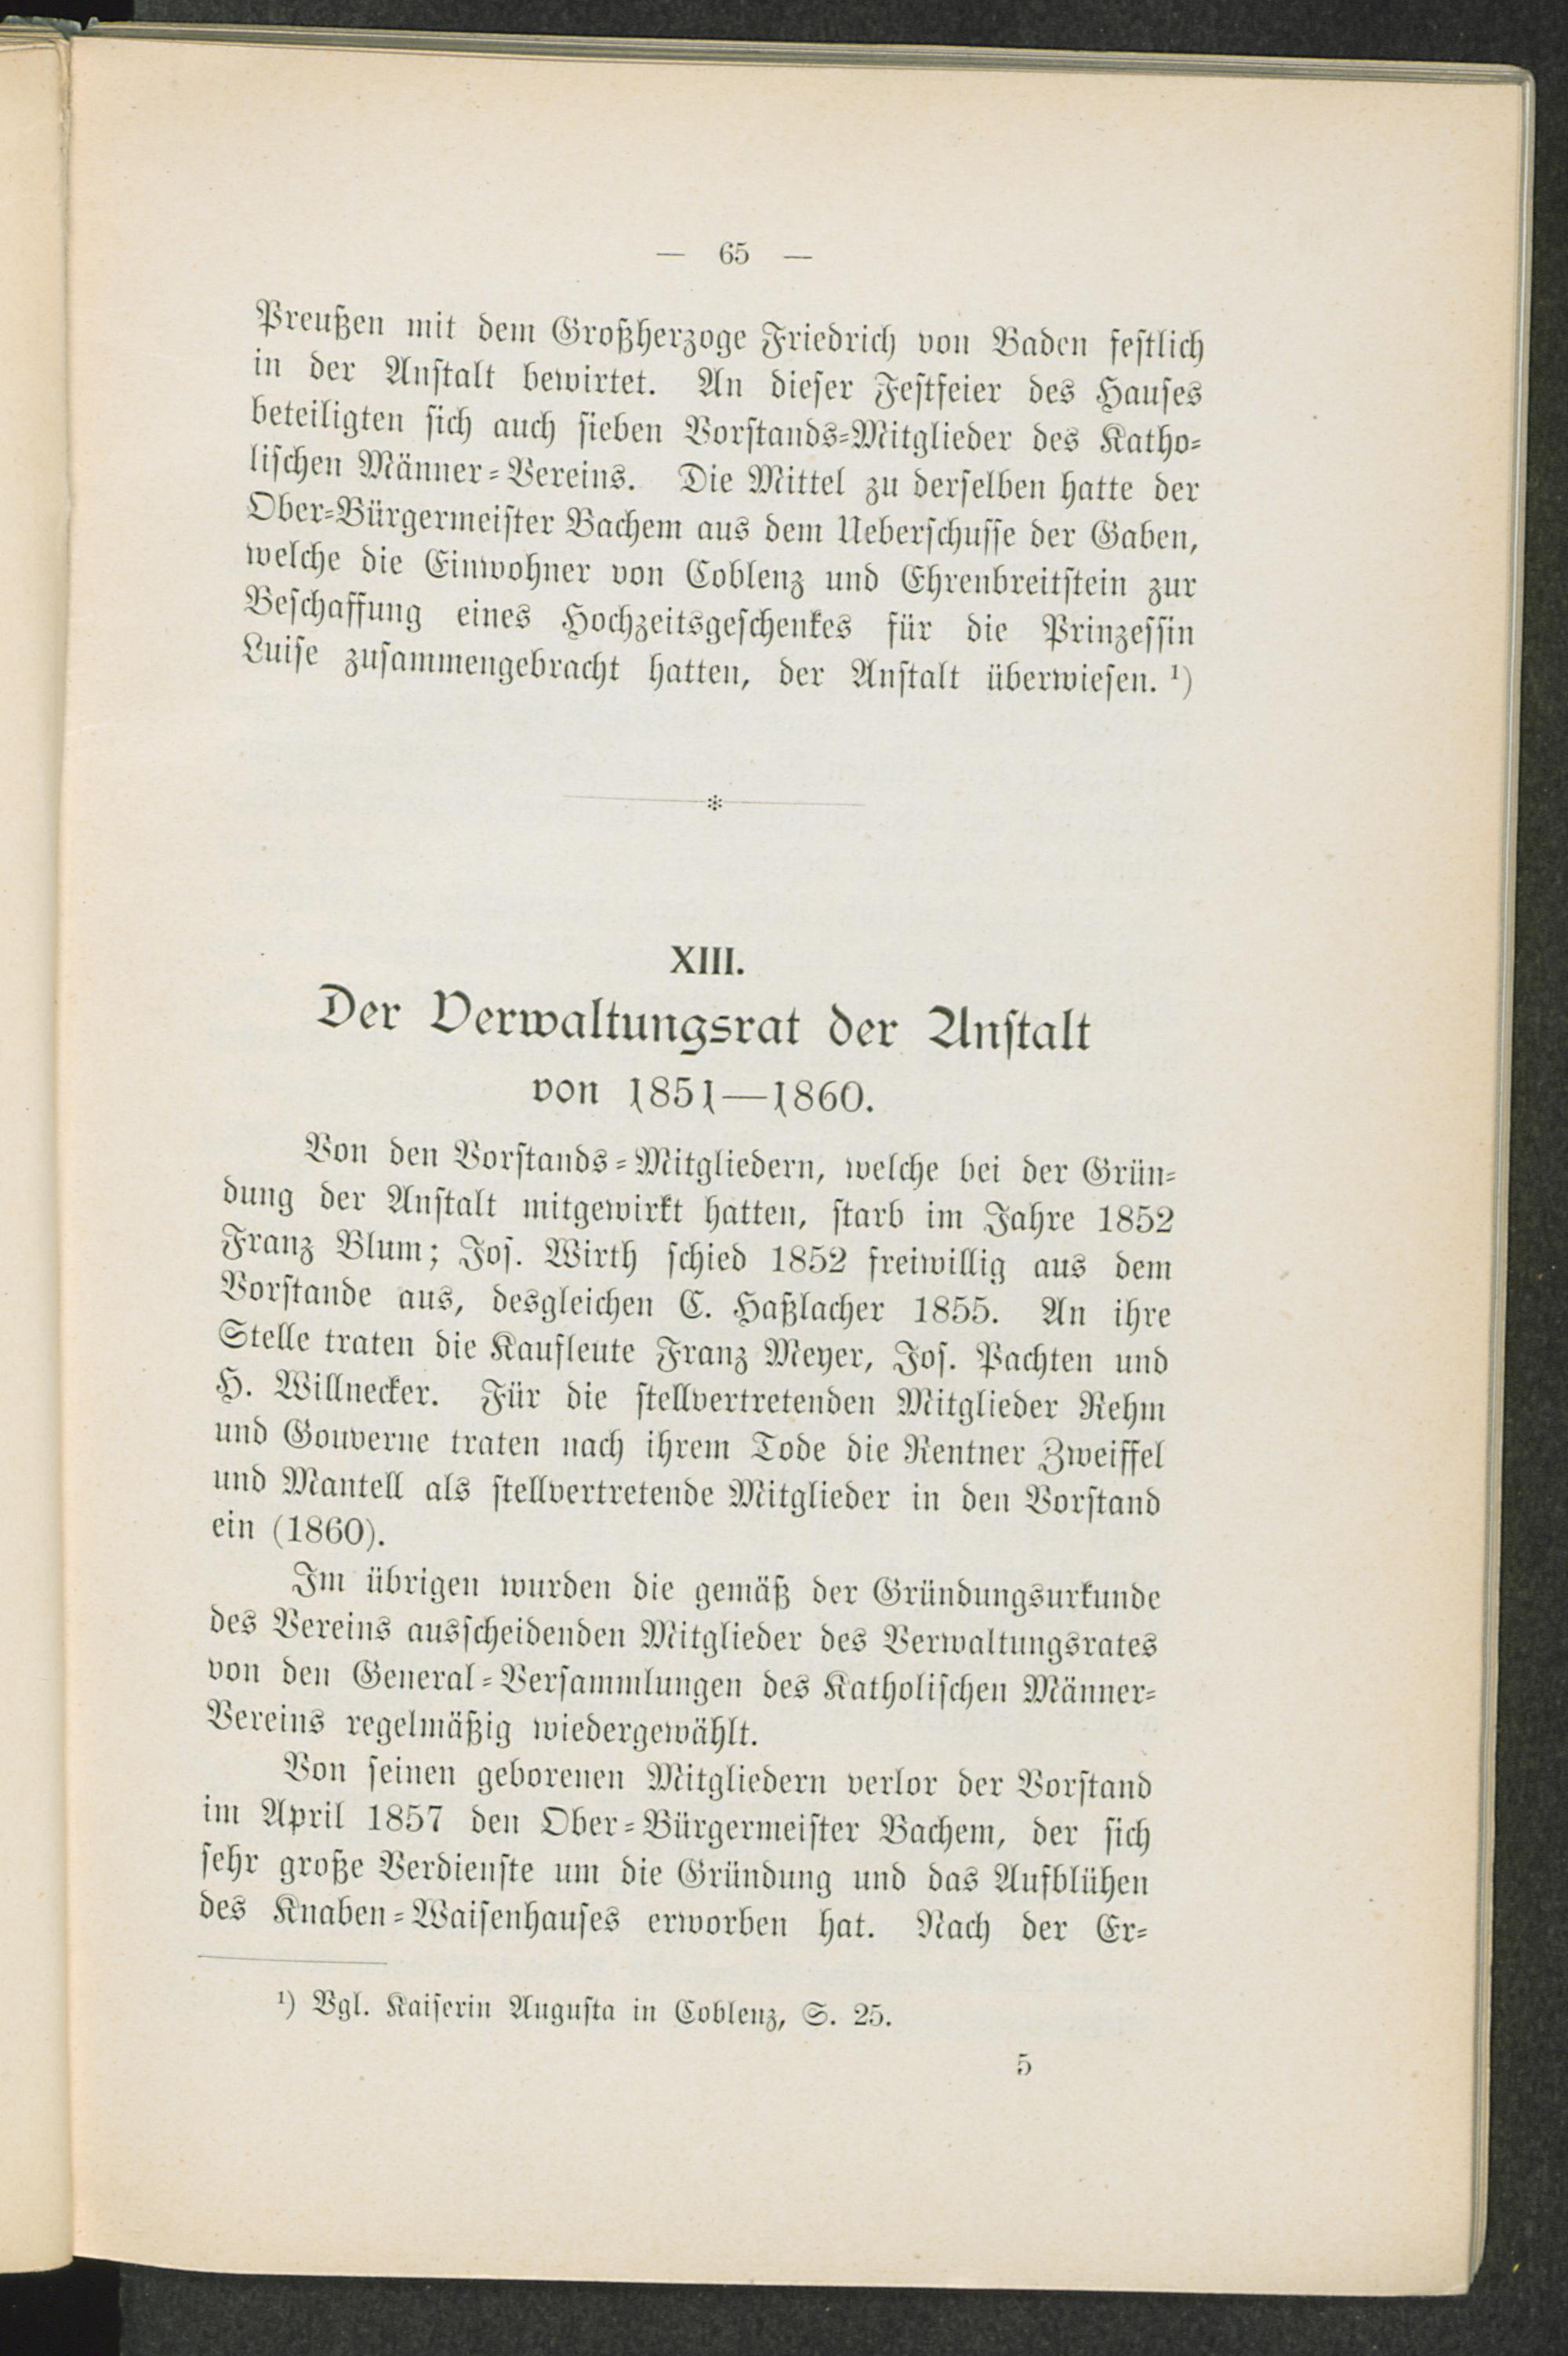 — 65 —
Preußen mit dem Großherzoge Friedrich von Baden festlich
in der Anstalt bewirtet. An dieser Festfeier des Hauses
beteiligten sich auch sieben Vorstands-Mitglieder des Katho-
lischen Männer-Vereins. Die Mittel zu derselben hatte der
Ober-Bürgermeister Bachem aus dem Ueberschusse der Gaben,
welche die Einwohner von Coblenz und Ehrenbreitstein zur
Beschaffung eines Hochzeitsgeschenkes für die Prinzessin
Luise zusammengebracht hatten, der Anstalt überwiesen. ¹)
*
XIII.
Der Verwaltungsrat der Anstalt
von 1851—1860.
Von den Vorstands-Mitgliedern, welche bei der Grün-
dung der Anstalt mitgewirkt hatten, starb im Jahre 1852
Franz Blum; Jos. Wirth schied 1852 freiwillig aus dem
Vorstande aus, desgleichen C. Haßlacher 1855. An ihre
Stelle traten die Kaufleute Franz Meyer, Jos. Pachten und
H. Willnecker. Für die stellvertretenden Mitglieder Rehm
und Gouverne traten nach ihrem Tode die Rentner Zweiffel
und Mantell als stellvertretende Mitglieder in den Vorstand
ein (1860).
Im übrigen wurden die gemäß der Gründungsurkunde
des Vereins ausscheidenden Mitglieder des Verwaltungsrates
von den General-Versammlungen des Katholischen Männer-
Vereins regelmäßig wiedergewählt.
Von seinen geborenen Mitgliedern verlor der Vorstand
im April 1857 den Ober-Bürgermeister Bachem, der sich
sehr große Verdienste um die Gründung und das Aufblühen
des Knaben-Waisenhauses erworben hat. Nach der Er-
¹) Vgl. Kaiserin Augusta in Coblenz, S. 25.
5